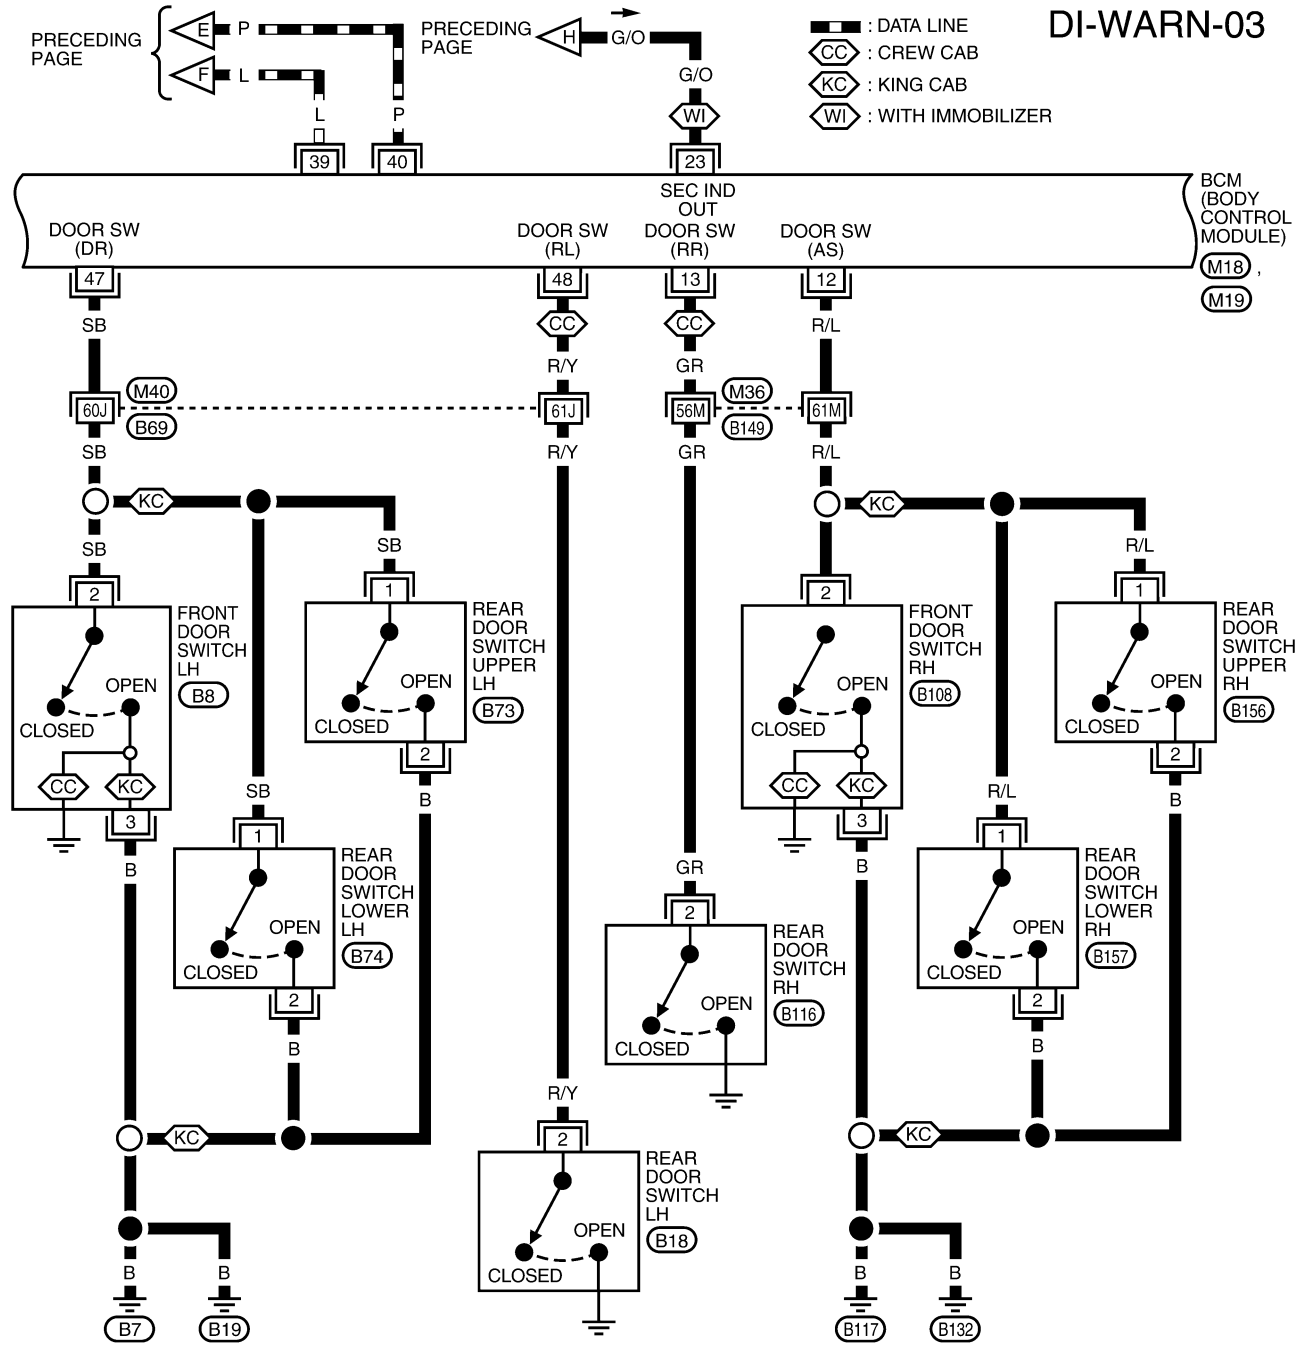 DI-WARN-03
PRECEDING
PAGE
E
P
F
L
L
P
PRECEDING
PAGE
H
G/O
G/O
WI
: DATA LINE
CC : CREW CAB
KC : KING CAB
WI : WITH IMMOBILIZER
39
40
23
SEC IND
OUT
DOOR SW
(DR)
DOOR SW
(RL)
DOOR SW
(RR)
DOOR SW
(AS)
BCM
(BODY
CONTROL
MODULE)
M18 ,
M19
47
48
13
12
SB
CC
CC
R/L
R/Y
GR
60J
M40
B69
61J
56M
M36
B149
61M
SB
R/Y
GR
R/L
KC
KC
SB
SB
R/L
2
1
2
1
FRONT
DOOR
SWITCH
LH
B8
OPEN
CLOSED
CC
KC
3
B
REAR
DOOR
SWITCH
UPPER
LH
B73
OPEN
CLOSED
2
B
FRONT
DOOR
SWITCH
RH
B108
OPEN
CLOSED
CC
KC
3
B
REAR
DOOR
SWITCH
UPPER
RH
B156
OPEN
CLOSED
2
B
SB
1
REAR
DOOR
SWITCH
LOWER
LH
B74
OPEN
CLOSED
2
B
GR
2
REAR
DOOR
SWITCH
RH
B116
OPEN
CLOSED
R/L
1
REAR
DOOR
SWITCH
LOWER
RH
B157
OPEN
CLOSED
2
B
KC
KC
R/Y
2
REAR
DOOR
SWITCH
LH
B18
OPEN
CLOSED
B
B
B
B
B7
B19
B117
B132